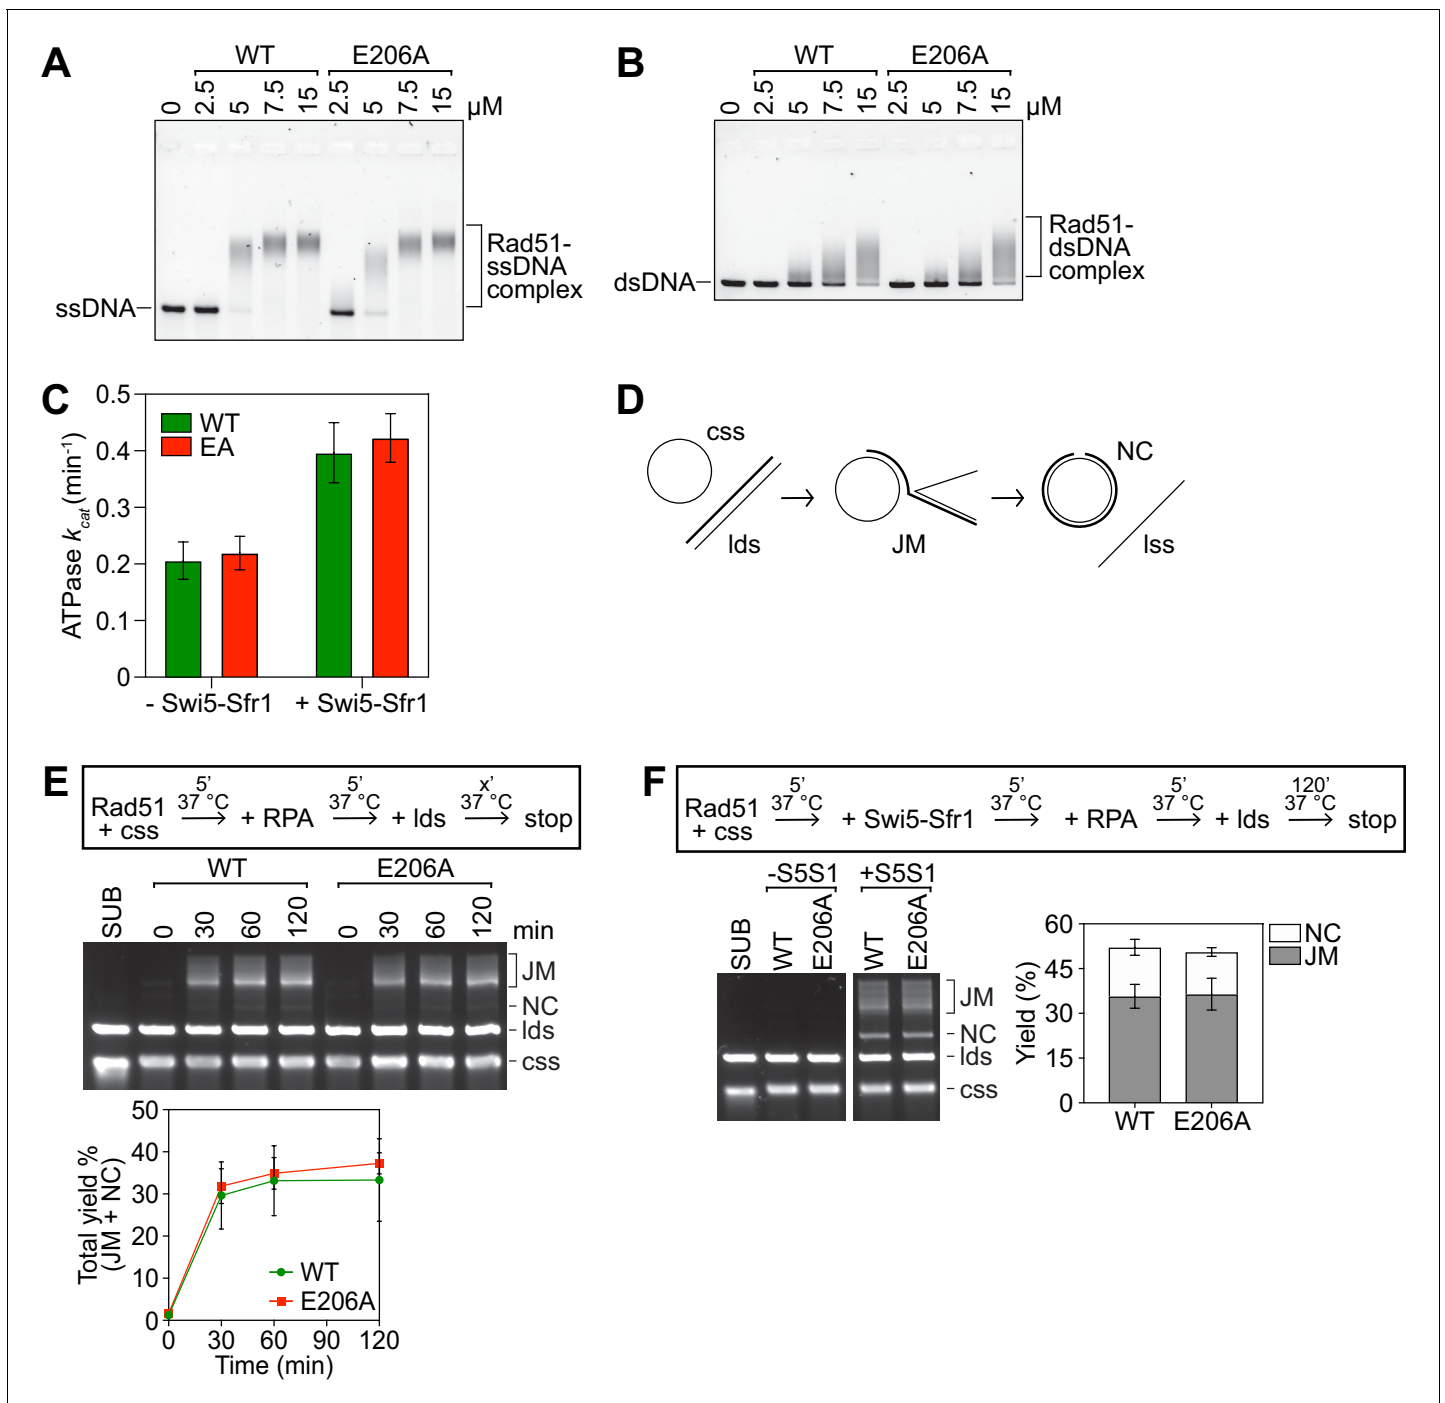 A
WT E206A
0 2.5 5 7.5 15 2.5 5 7.5 15 µM
ssDNA
Rad51-
ssDNA
complex
B
WT E206A
0 2.5 5 7.5 15 2.5 5 7.5 15 µM
dsDNA
Rad51-
dsDNA
complex
C
ATPase kcat (min-1)
0.5
0.4
0.3
0.2
0.1
0
WT
EA
- Swi5-Sfr1 + Swi5-Sfr1
D
css
lds
JM
NC
lss
E
Rad51 + css 5’ 37 °C + RPA 5’ 37 °C + lds x’ 37 °C stop
WT E206A
SUB 0 30 60 120 0 30 60 120 min
JM
NC
lds
css
Total yield %
(JM + NC)
50
40
30
20
10
0
WT
E206A
0 30 60 90 120
Time (min)
F
Rad51 + css 5’ 37 °C + Swi5-Sfr1 5’ 37 °C + RPA 5’ 37 °C + lds 120’ 37 °C stop
-S5S1 +S5S1
SUB WT E206A WT E206A
JM
NC
lds
css
Yield (%)
60
45
30
15
0
NC
JM
WT E206A